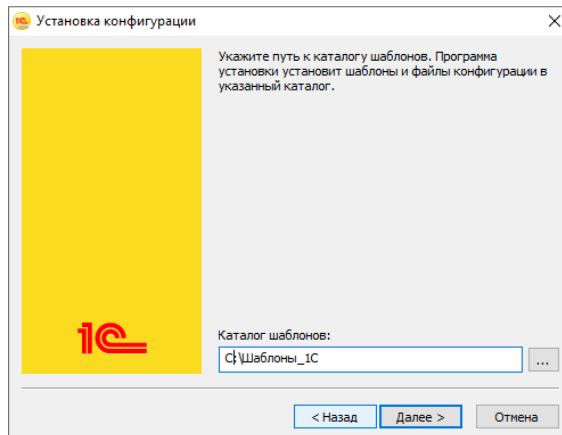 Установка конфигурации
Укажите путь к каталогу шаблонов. Программа
установки установит шаблоны и файлы конфигурации в
указанный каталог.
1С
Каталог шаблонов:
C:\Шаблоны_1С
...
< Назад
Далее >
Отмена